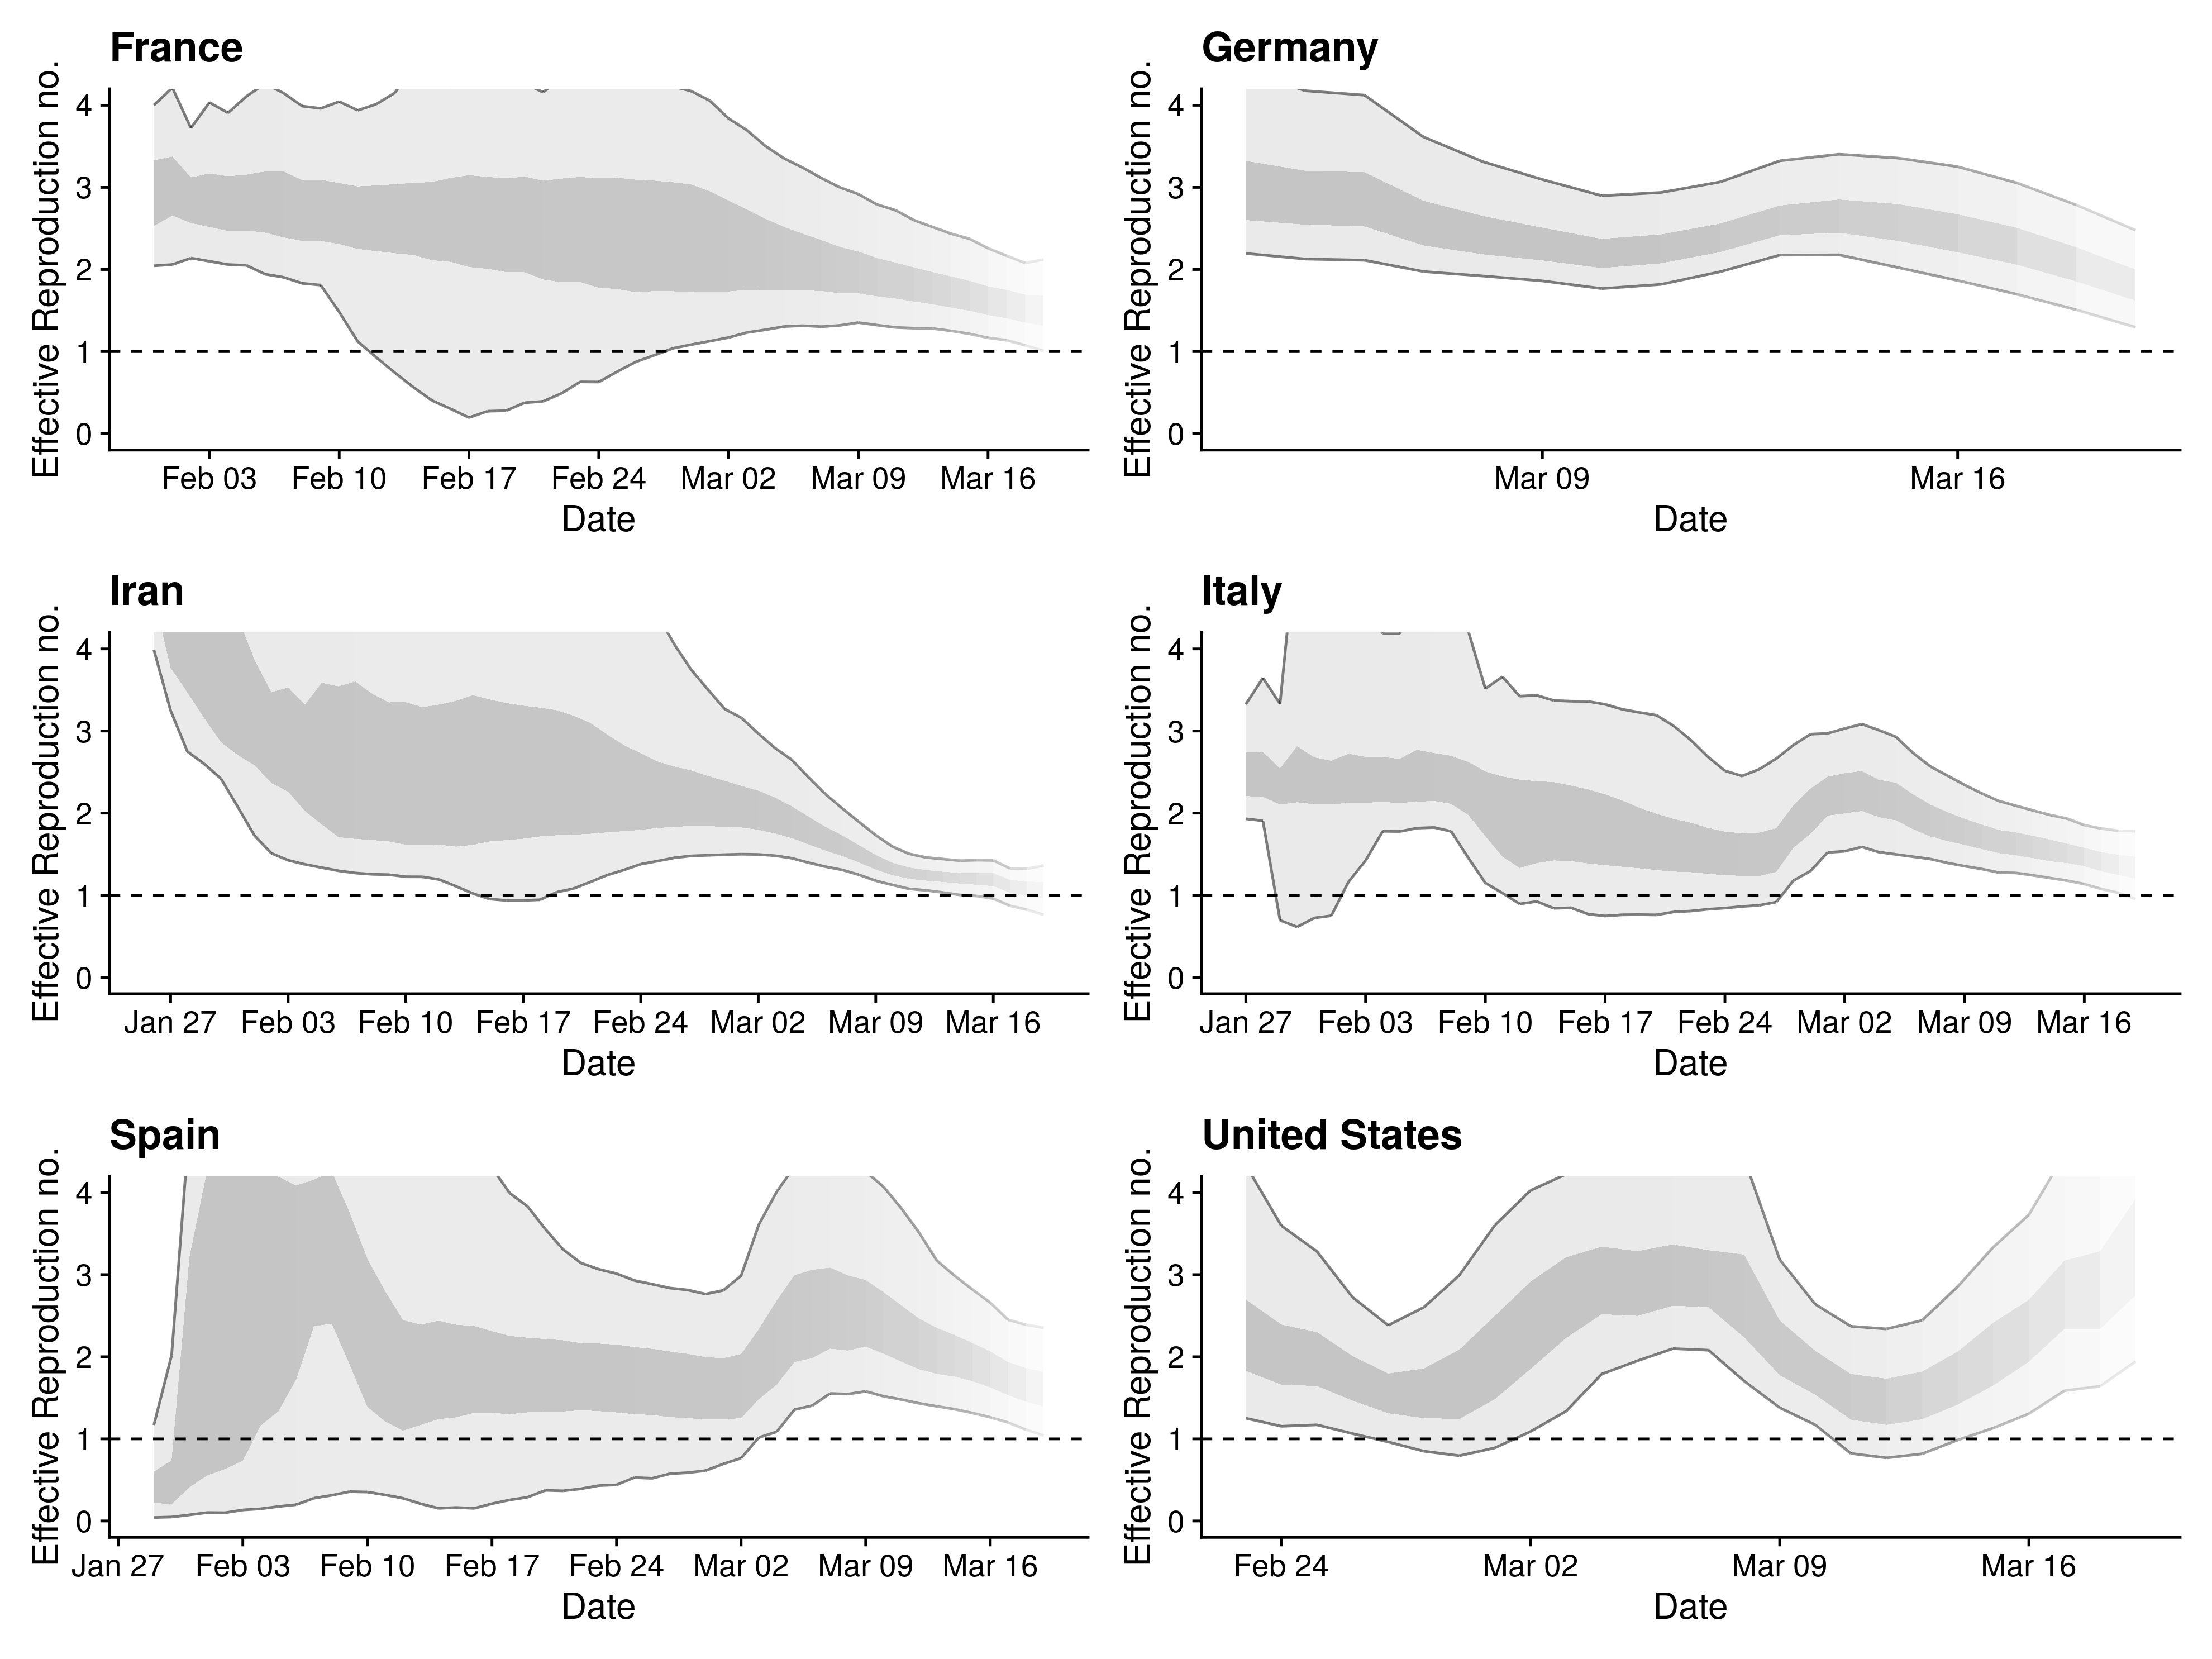 France
Effective Reproduction no.
4
3
2
1
0
Feb 03 Feb 10 Feb 17 Feb 24 Mar 02 Mar 09 Mar 16
Date
Germany
Effective Reproduction no.
4
3
2
1
0
Mar 09 Mar 16
Date
Iran
Effective Reproduction no.
4
3
2
1
0
Jan 27 Feb 03 Feb 10 Feb 17 Feb 24 Mar 02 Mar 09 Mar 16
Date
Italy
Effective Reproduction no.
4
3
2
1
0
Jan 27 Feb 03 Feb 10 Feb 17 Feb 24 Mar 02 Mar 09 Mar 16
Date
Spain
Effective Reproduction no.
4
3
2
1
0
Jan 27 Feb 03 Feb 10 Feb 17 Feb 24 Mar 02 Mar 09 Mar 16
Date
United States
Effective Reproduction no.
4
3
2
1
0
Feb 24 Mar 02 Mar 09 Mar 16
Date